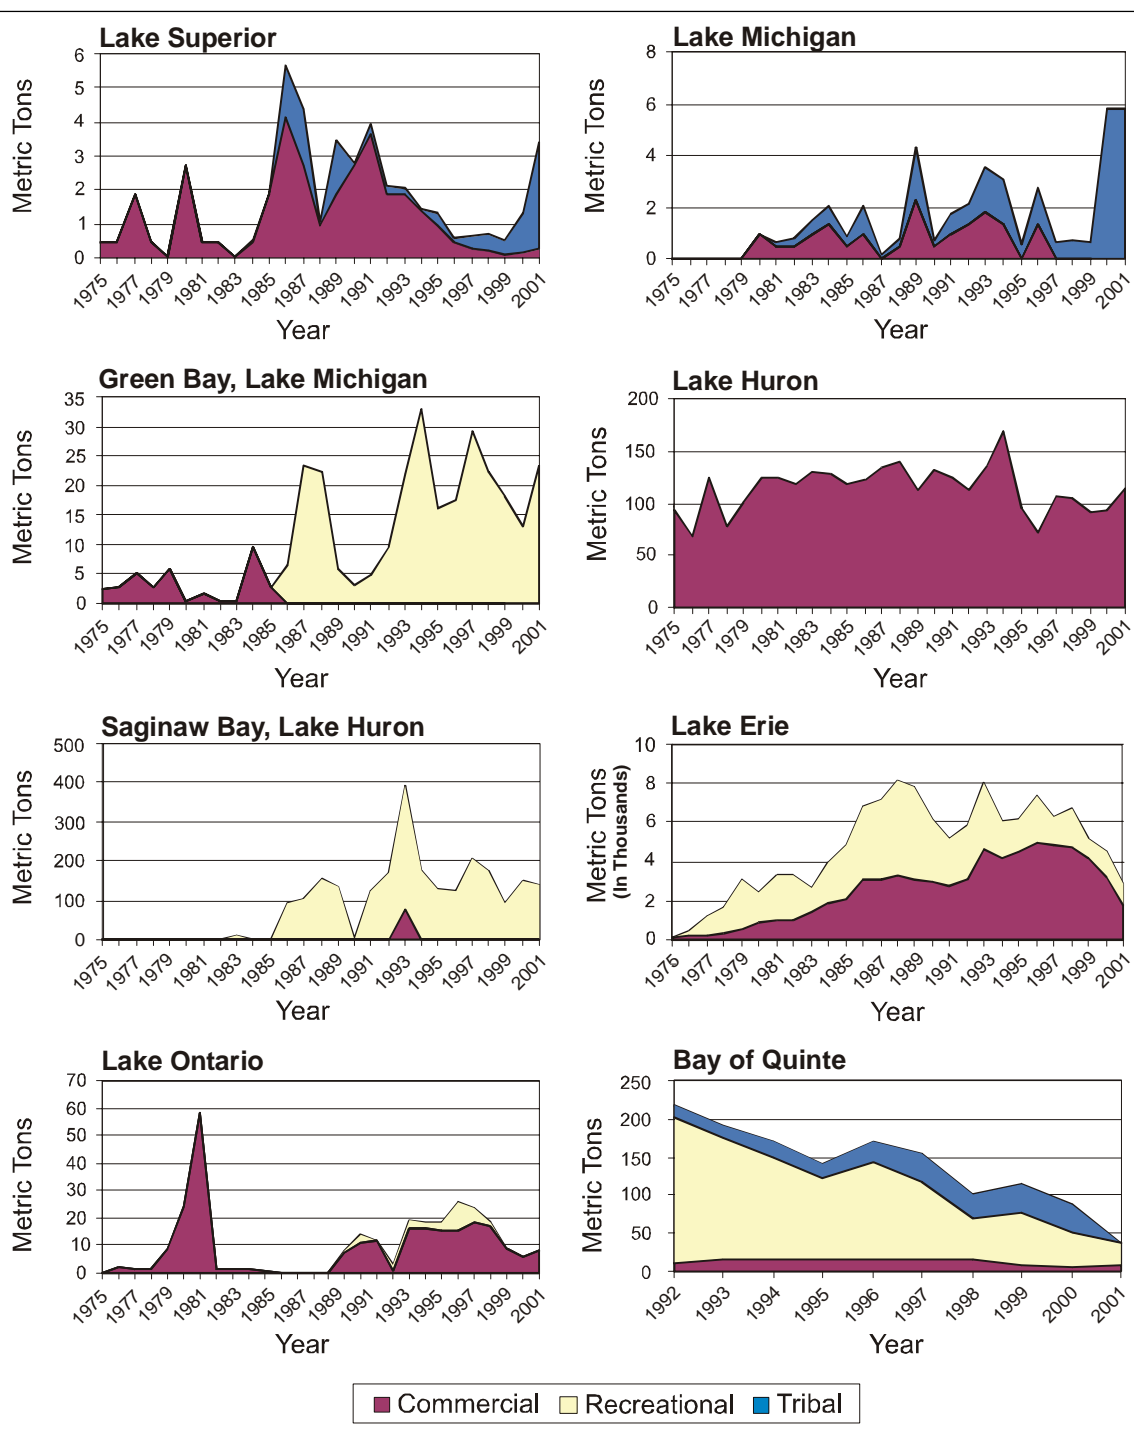 Lake Superior
Metric Tons
6
5
4
3
2
1
0
1975 1977 1979 1981 1983 1985 1987 1989 1991 1993 1995 1997 1999 2001
Year
Lake Michigan
Metric Tons
8
6
4
2
0
1975 1977 1979 1981 1983 1985 1987 1989 1991 1993 1995 1997 1999 2001
Year
Green Bay, Lake Michigan
Metric Tons
35
30
25
20
15
10
5
0
1975 1977 1979 1981 1983 1985 1987 1989 1991 1993 1995 1997 1999 2001
Year
Lake Huron
Metric Tons
200
150
100
50
0
1975 1977 1979 1981 1983 1985 1987 1989 1991 1993 1995 1997 1999 2001
Year
Saginaw Bay, Lake Huron
Metric Tons
500
400
300
200
100
0
1975 1977 1979 1981 1983 1985 1987 1989 1991 1993 1995 1997 1999 2001
Year
Lake Erie
Metric Tons
(In Thousands)
10
8
6
4
2
0
1975 1977 1979 1981 1983 1985 1987 1989 1991 1993 1995 1997 1999 2001
Year
Lake Ontario
Metric Tons
70
60
50
40
30
20
10
0
1975 1977 1979 1981 1983 1985 1987 1989 1991 1993 1995 1997 1999 2001
Year
Bay of Quinte
Metric Tons
250
200
150
100
50
0
1992 1993 1994 1995 1996 1997 1998 1999 2000 2001
Year
Commercial Recreational Tribal